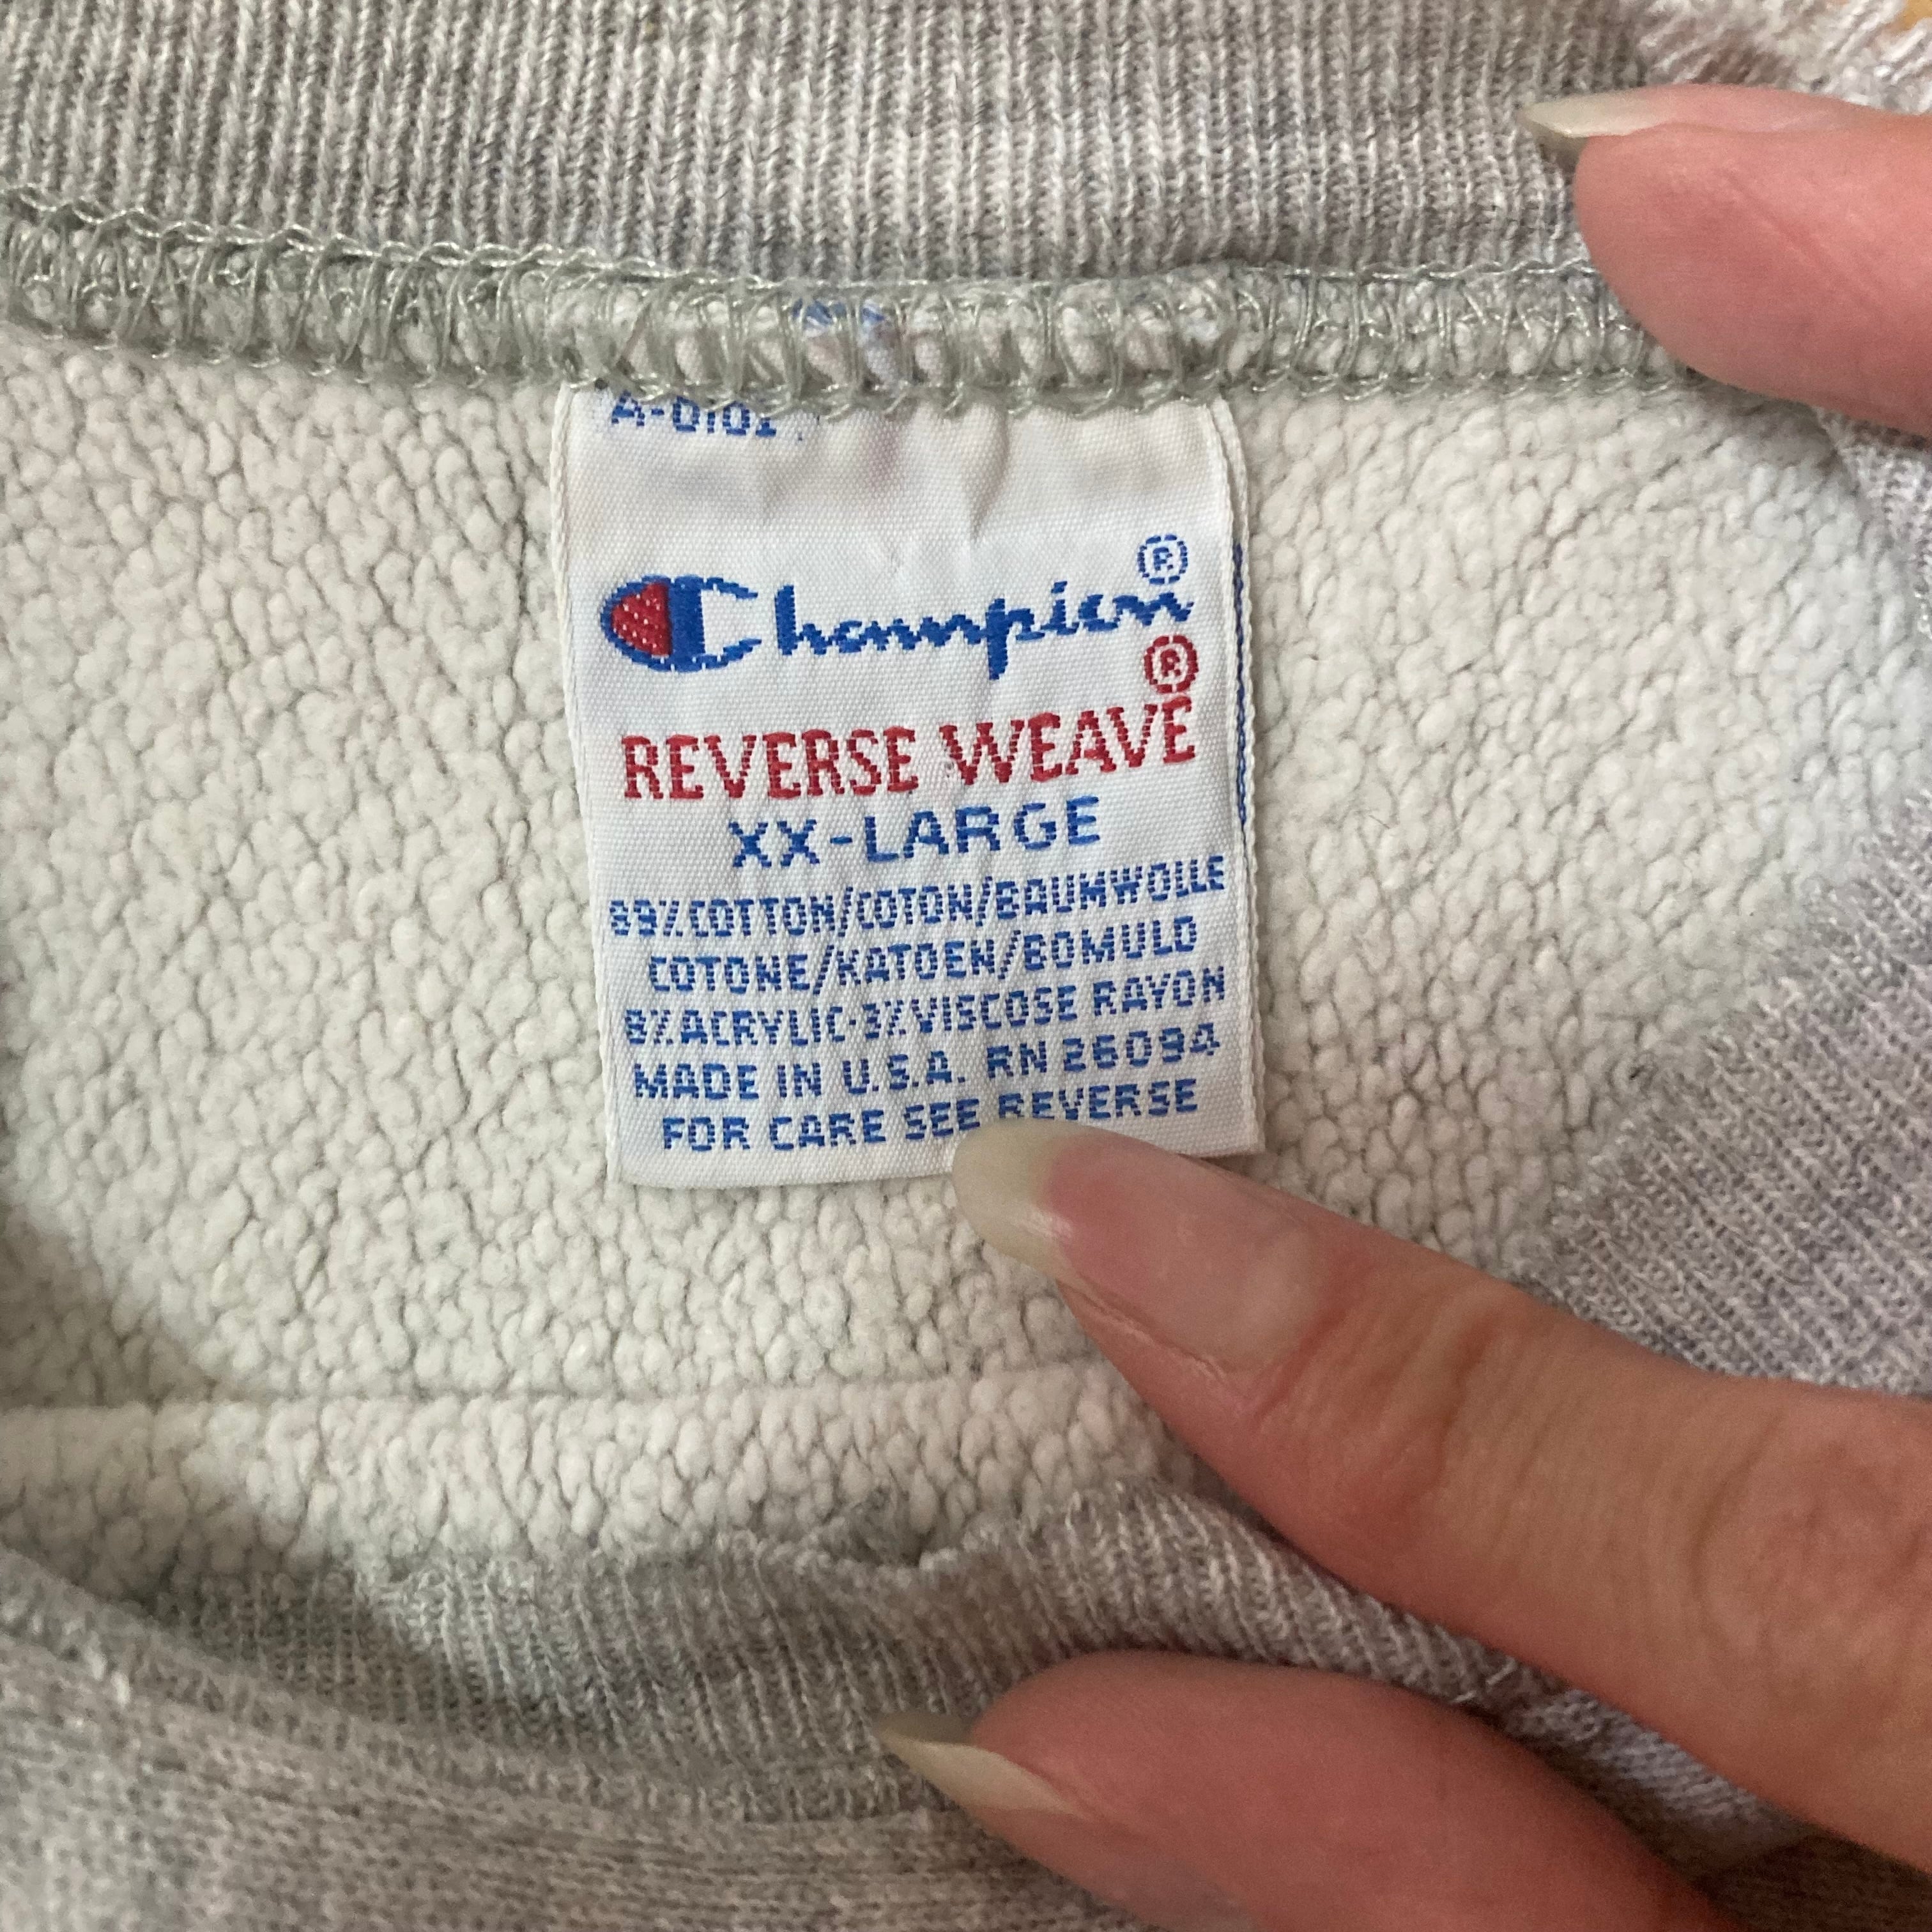 Champion®
REVERSE WEAVE®
XX-LARGE
89% COTTON/COTON/BAUMWOLLE
COTONE/KATOEN/BOMULD
8% ACRYLIC·3% VISCOSE RAYON
MADE IN U.S.A. RN 26094
FOR CARE SEE REVERSE